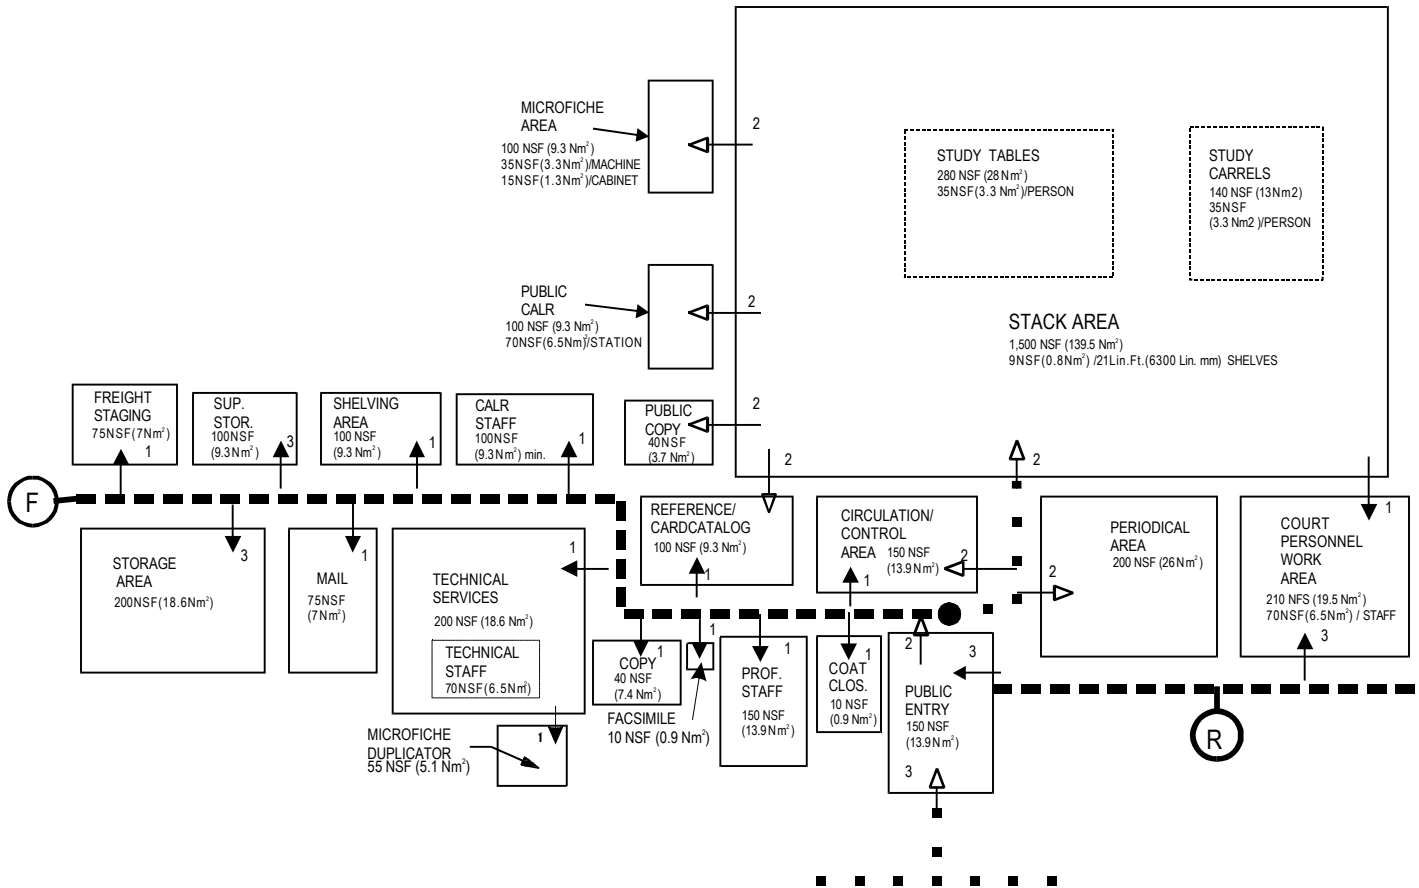 MICROFICHE
AREA
100 NSF (9.3 Nm²)
35NSF(3.3Nm²)/MACHINE
15NSF(1.3Nm²)/CABINET
2
STUDY TABLES
280 NSF (28Nm²)
35NSF(3.3 Nm²)/PERSON
STUDY
CARRELS
140 NSF (13Nm2)
35NSF
(3.3 Nm2 )/PERSON
PUBLIC
CALR
100 NSF (9.3 Nm²)
70NSF(6.5Nm²)/STATION
2
STACK AREA
1,500 NSF (139.5 Nm²)
9NSF(0.8Nm²) /21Lin.Ft.(6300 Lin. mm) SHELVES
FREIGHT
STAGING
75NSF(7Nm²)
1
SUP.
STOR.
100NSF
(9.3Nm²)
3
SHELVING
AREA
100 NSF
(9.3 Nm²)
1
CALR
STAFF
100NSF
(9.3Nm²) min.
1
PUBLIC
COPY
40NSF
(3.7 Nm²)
2
2
2
F
REFERENCE/
CARDCATALOG
100 NSF (9.3Nm²)
1
CIRCULATION/
CONTROL
AREA
150 NSF
(13.9Nm²)
2
1
PERIODICAL
AREA
200 NSF (26Nm²)
2
COURT
PERSONNEL
WORK
AREA
210 NFS (19.5 Nm²)
70NSF(6.5Nm²) / STAFF
1
3
STORAGE
AREA
200NSF(18.6Nm²)
3
MAIL
75NSF
(7Nm²)
1
TECHNICAL
SERVICES
200 NSF (18.6 Nm²)
1
TECHNICAL
STAFF
70NSF(6.5Nm²)
COPY
40 NSF
(7.4 Nm²)
1
1
FACSIMILE
10 NSF (0.9 Nm²)
PROF.
STAFF
150 NSF
(13.9Nm²)
1
COAT
CLOS.
10 NSF
(0.9 Nm²)
1
2
3
PUBLIC
ENTRY
150 NSF
(13.9Nm²)
3
R
MICROFICHE
DUPLICATOR
55 NSF (5.1 Nm²)
1